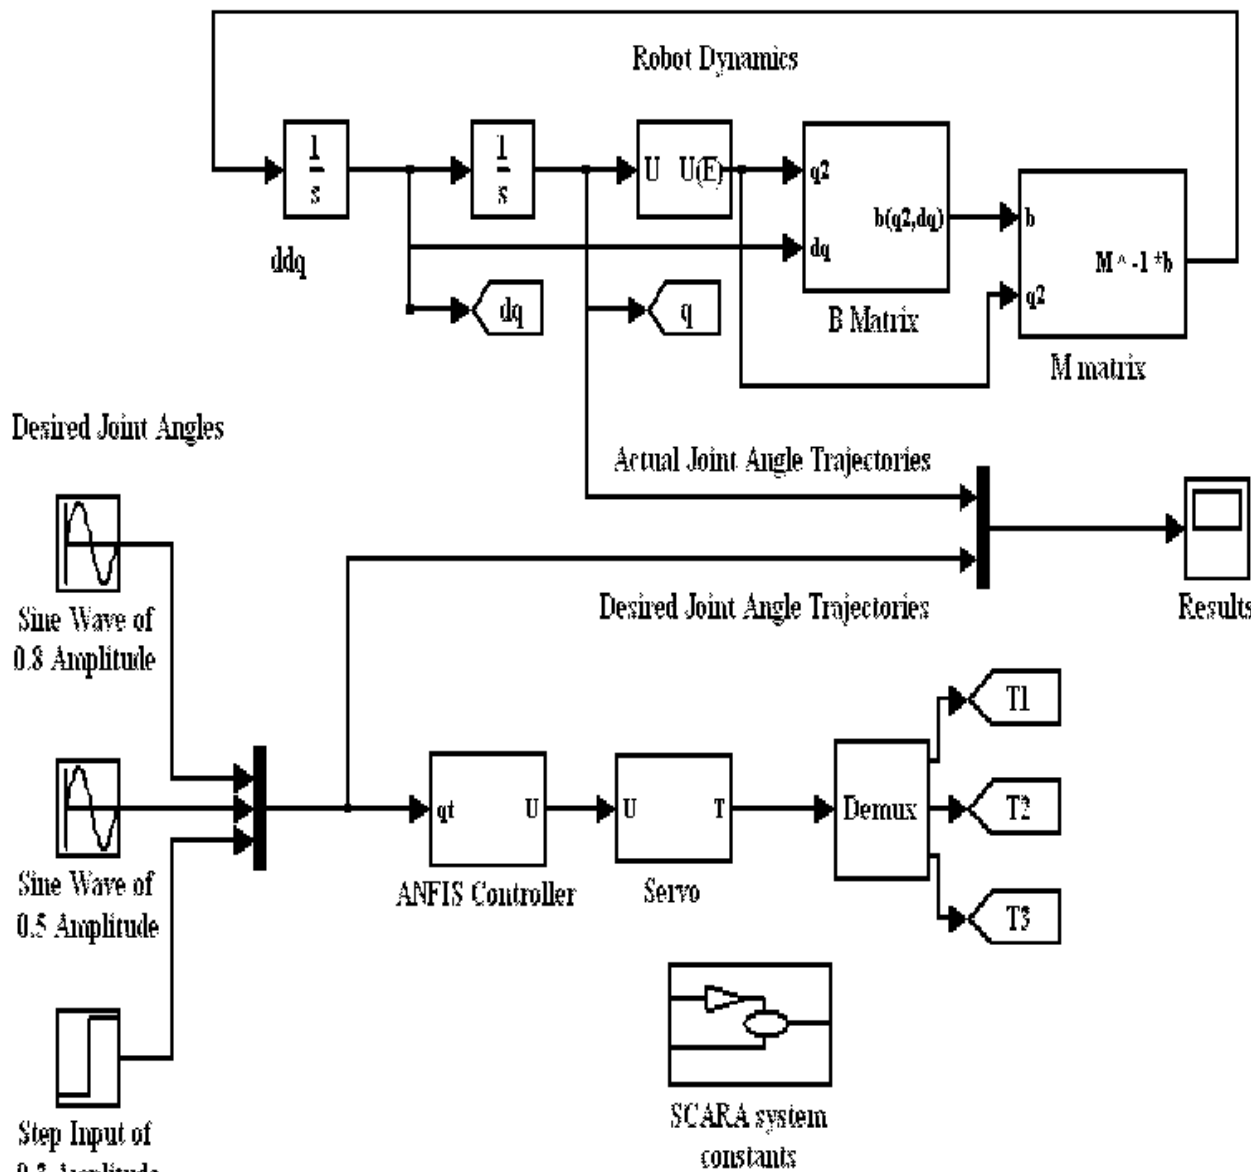 Robot Dynamics
1
s
1
s
U U(E)
q2
dq
b(q2,dq)
b
q2
M ^ -1 *b
ddq
dq
q
B Matrix
M matrix
Desired Joint Angles
Actual Joint Angle Trajectories
Desired Joint Angle Trajectories
Results
Sine Wave of
0.8 Amplitude
T1
qt U
U T
Demux
T2
ANFIS Controller
Servo
Sine Wave of
0.5 Amplitude
T3
SCARA system
constants
Step Input of
Amplitude